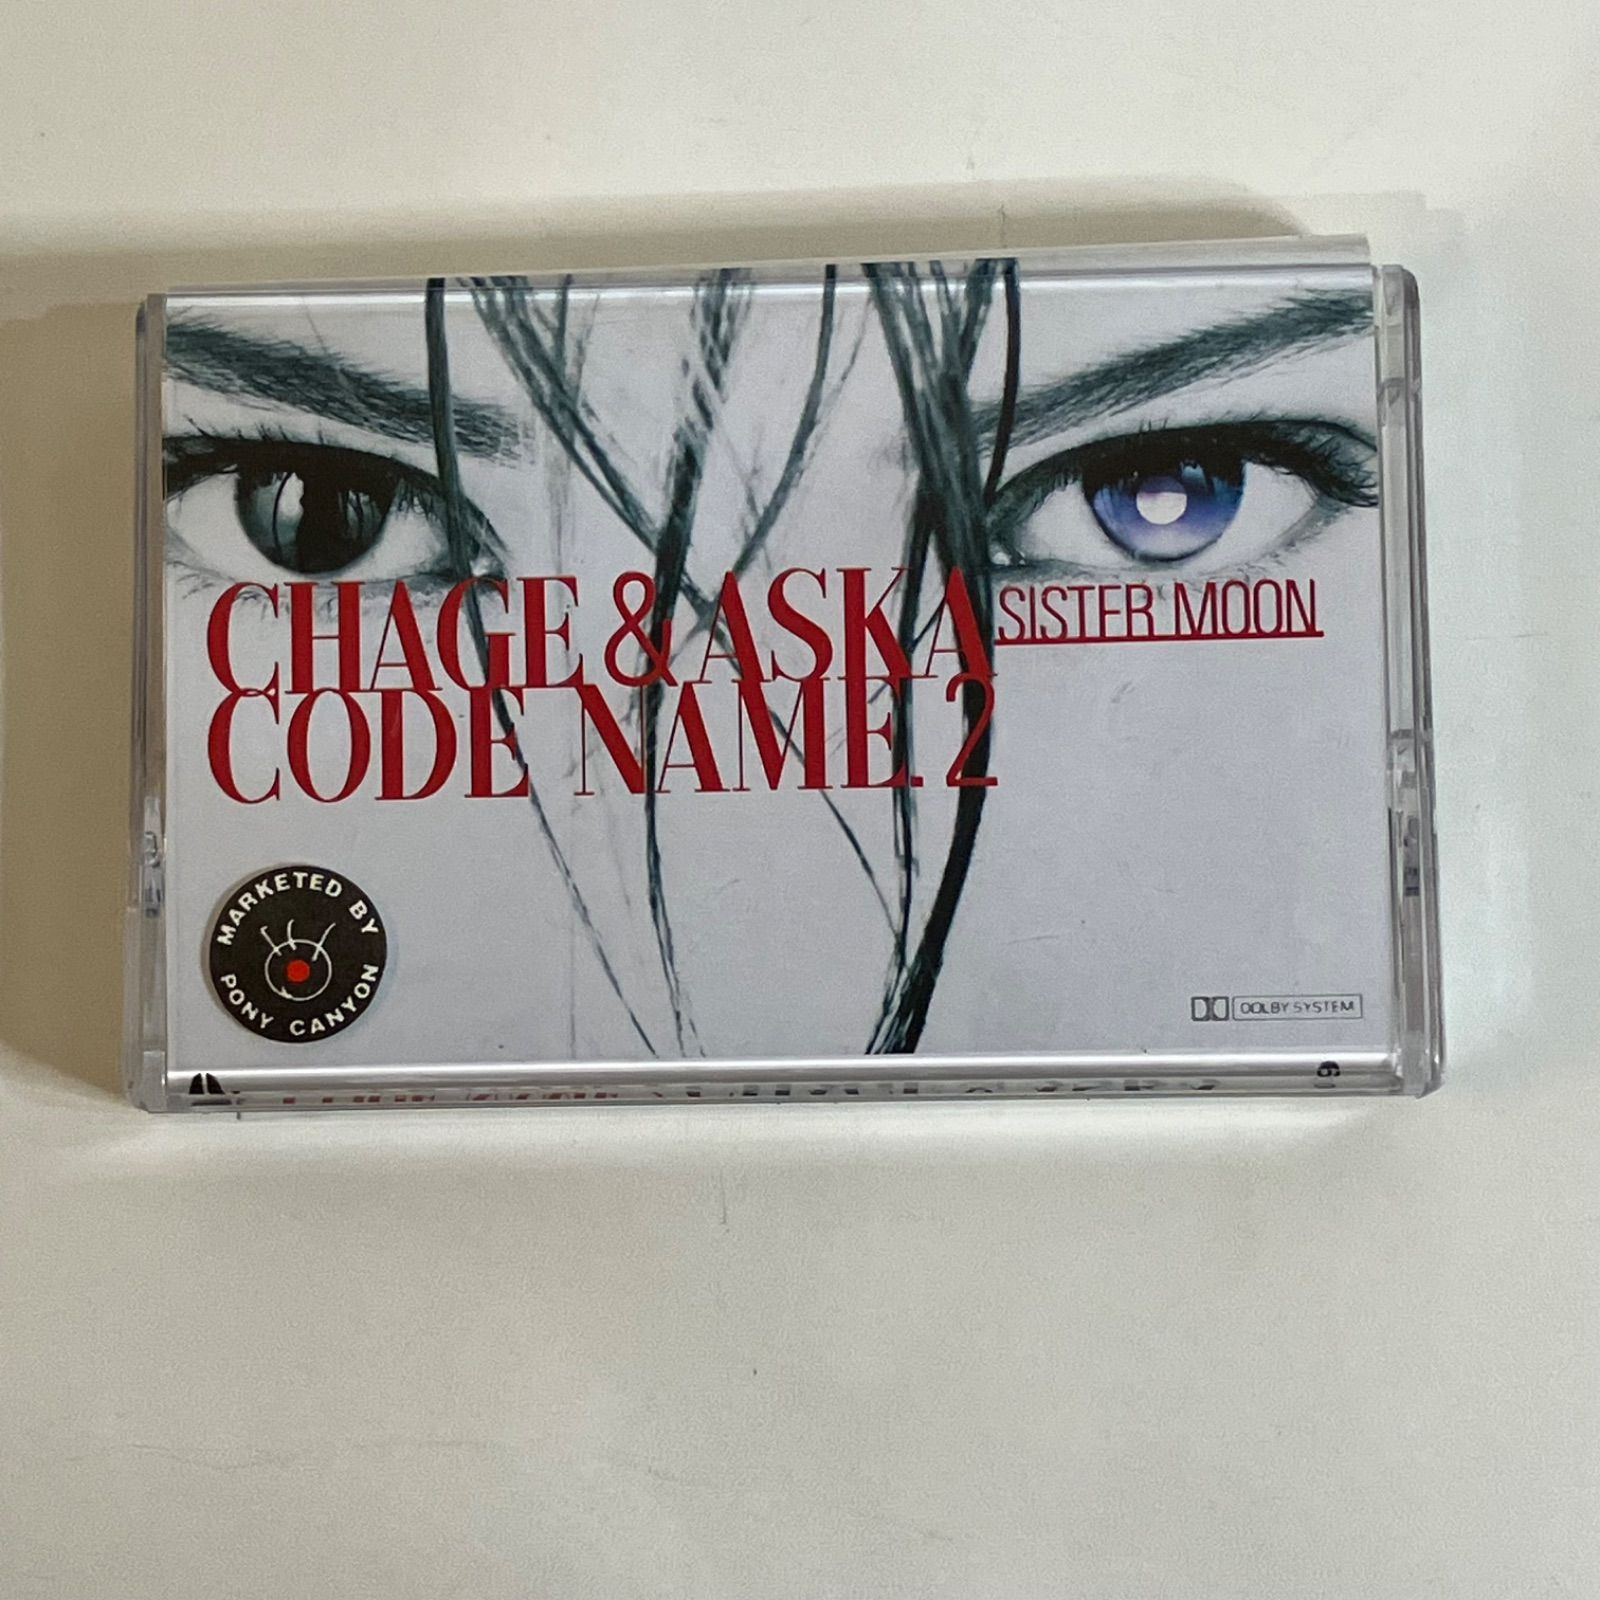 CHAGE & ASKA SISTER MOON
CODE NAME.2
MARKETED BY
PONY CANYON
DOLBY SYSTEM